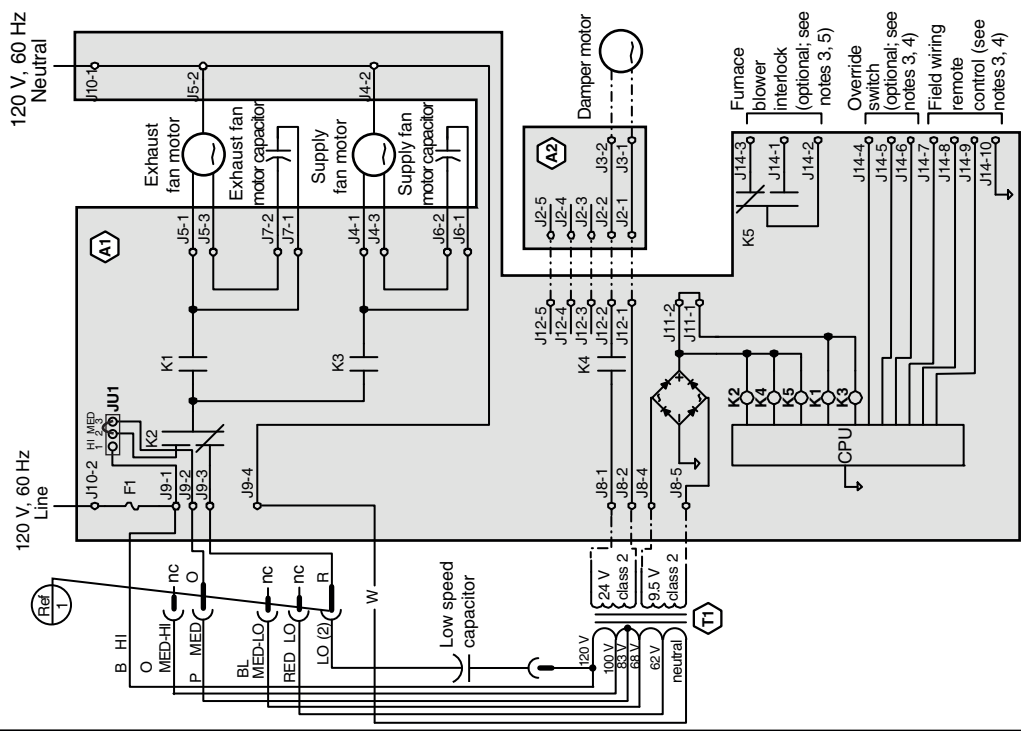 120 V, 60 Hz
Line
120 V, 60 Hz
Neutral
Ref
1
J10-2
F1
HI MED
1 2 3
JU1
J9-1
J9-2
J9-3
J9-4
K2
K1
K3
A1
J5-1
J5-3
J7-2
J7-1
J4-1
J4-3
J6-2
J6-1
Exhaust
fan motor
Exhaust fan
motor capacitor
Supply
fan motor
Supply fan
motor capacitor
J10-1
J5-2
J4-2
B HI
O
MED-HI
nc
P MED
O
BL
MED-LO
nc
RED LO
nc
LO (2)
R
W
Low speed
capacitor
120 V
100 V
83 V
68 V
62 V
neutral
24 V
class 2
9.5 V
class 2
T1
J8-1
J8-2
J8-4
J8-5
K4
J12-5
J12-4
J12-3
J12-2
J12-1
A2
J2-5
J2-4
J2-3
J2-2
J2-1
J3-2
J3-1
Damper motor
J11-2
J11-1
K2
K4
K5
K1
K3
CPU
K5
J14-3
J14-1
J14-2
J14-4
J14-5
J14-6
J14-7
J14-8
J14-9
J14-10
Furnace
blower
interlock
(optional; see
notes 3, 5)
Override
switch
(optional; see
notes 3, 4)
Field wiring
remote
control (see
notes 3, 4)